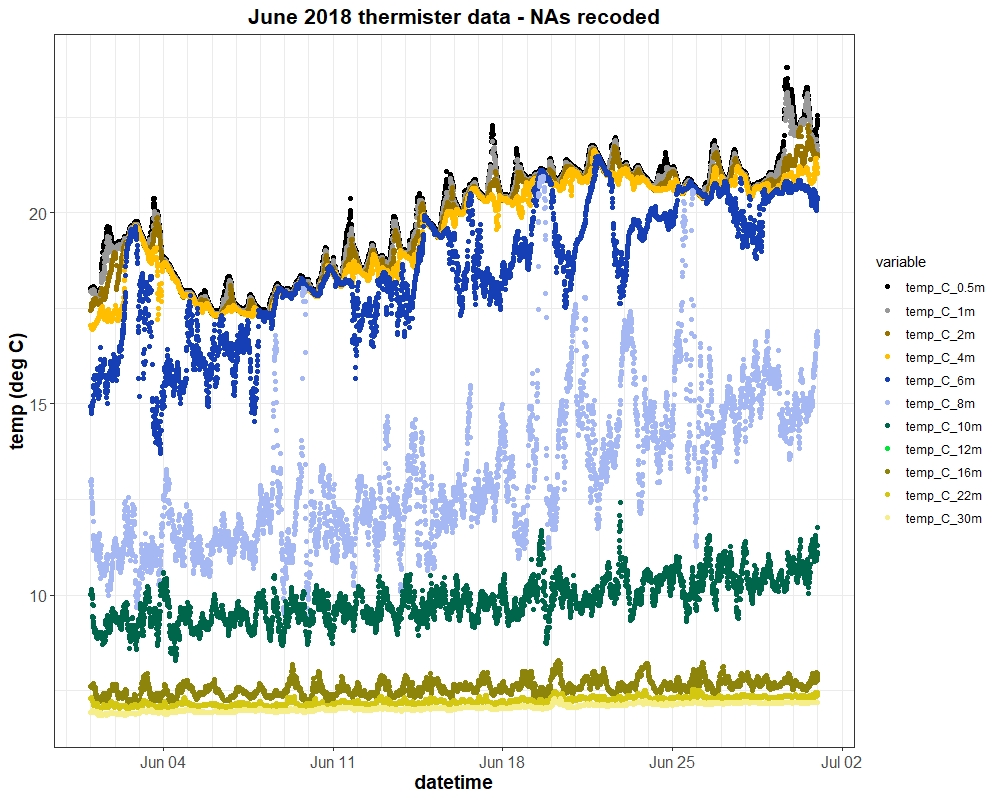 June 2018 thermister data - NAs recoded
temp (deg C)
20
15
10
Jun 04
Jun 11
Jun 18
Jun 25
Jul 02
datetime
variable
temp_C_0.5m
temp_C_1m
temp_C_2m
temp_C_4m
temp_C_6m
temp_C_8m
temp_C_10m
temp_C_12m
temp_C_16m
temp_C_22m
temp_C_30m